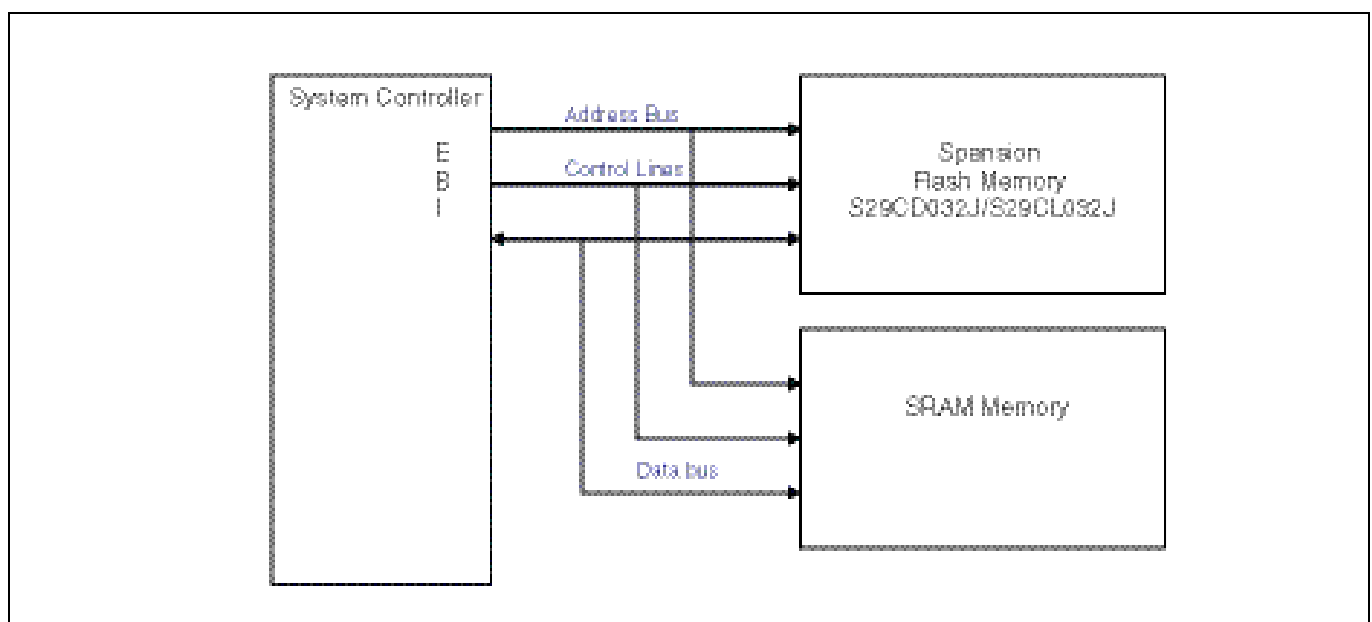 System Controller
E
B
I
Address Bus
Control Lines
Spansion
Flash Memory
S29CD032J/S29CL032J
SRAM Memory
Data bus